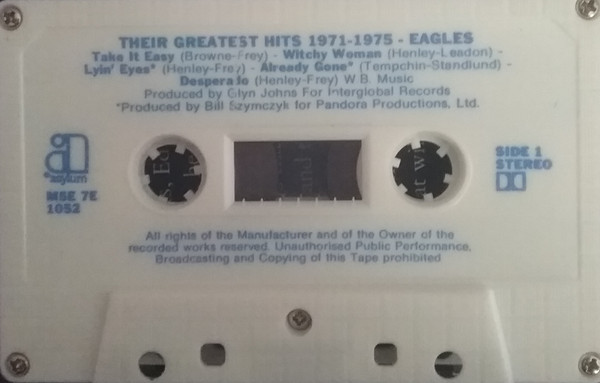 THEIR GREATEST HITS 1971-1975 - EAGLES
Take It Easy (Browne-Frey) - Witchy Woman (Henley-Leadon) -
Lyin' Eyes* (Henley-Frey) - Already Gone* (Tempchin-Standlund) -
Desperado (Henley-Frey) W.B. Music
Produced by Glyn Johns For Interglobal Records
*Produced by Bill Szymczyk for Pandora Productions, Ltd.
asylum
MSE 7E
1052
SIDE 1
STEREO
All rights of the Manufacturer and of the Owner of the
recorded works reserved. Unauthorised Public Performance,
Broadcasting and Copying of this Tape prohibited